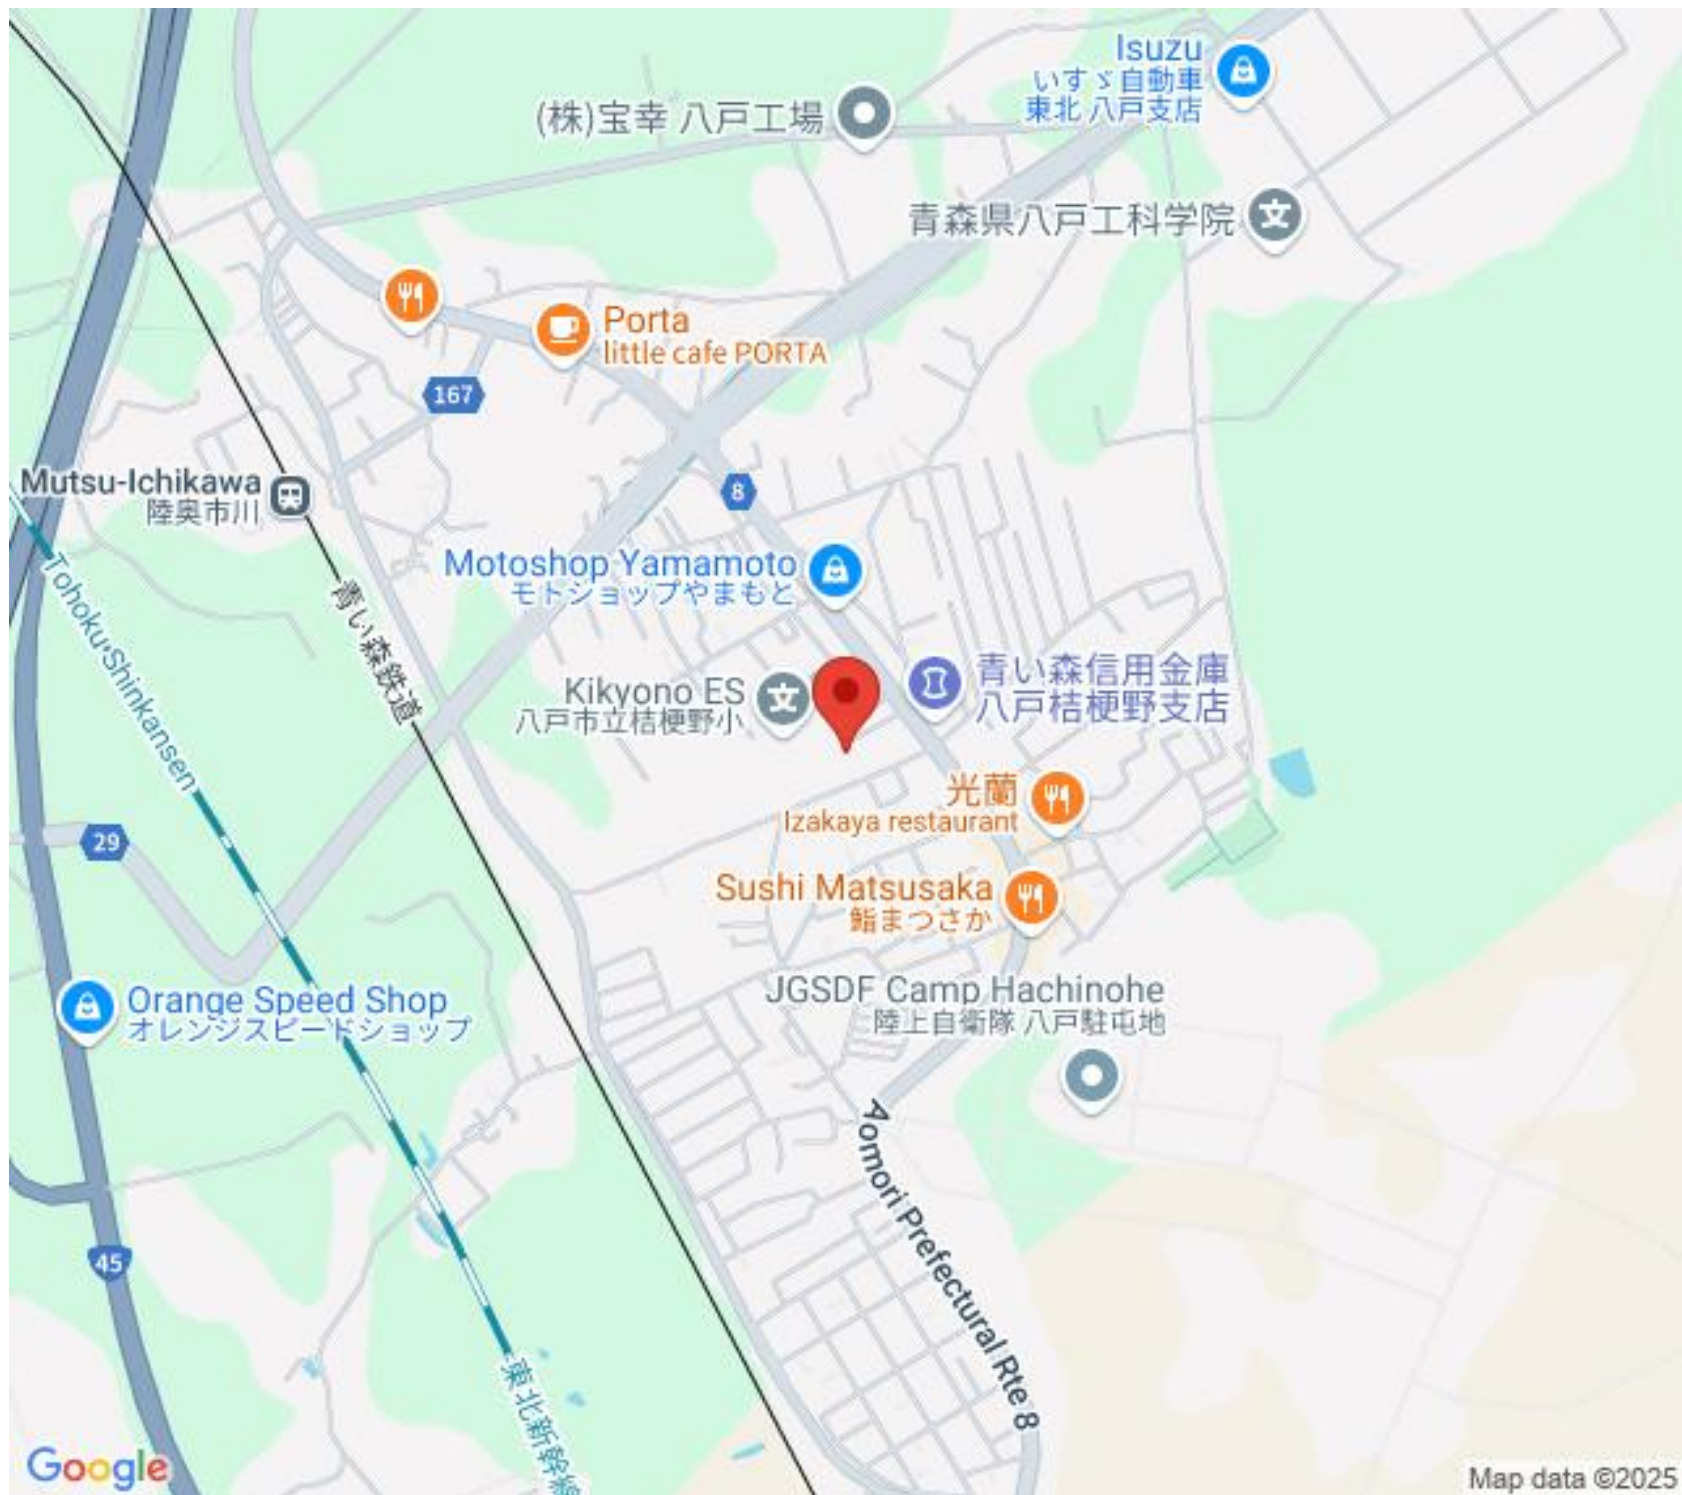 Isuzu
いすゞ自動車
東北 八戸支店
(株)宝幸 八戸工場
青森県八戸工科学院
Porta
little cafe PORTA
167
Mutsu-Ichikawa
陸奥市川
8
Motoshop Yamamoto
モトショップやまもと
Tohoku Shinkansen
青い森鉄道
Kikyono ES
八戸市立桔梗野小
青い森信用金庫
八戸桔梗野支店
光蘭
Izakaya restaurant
29
Sushi Matsusaka
鮨まつさか
Orange Speed Shop
オレンジスピードショップ
JGSDF Camp Hachinohe
陸上自衛隊 八戸駐屯地
Aomori Prefectural Rte 8
45
東北新幹線
Google
Map data ©2025